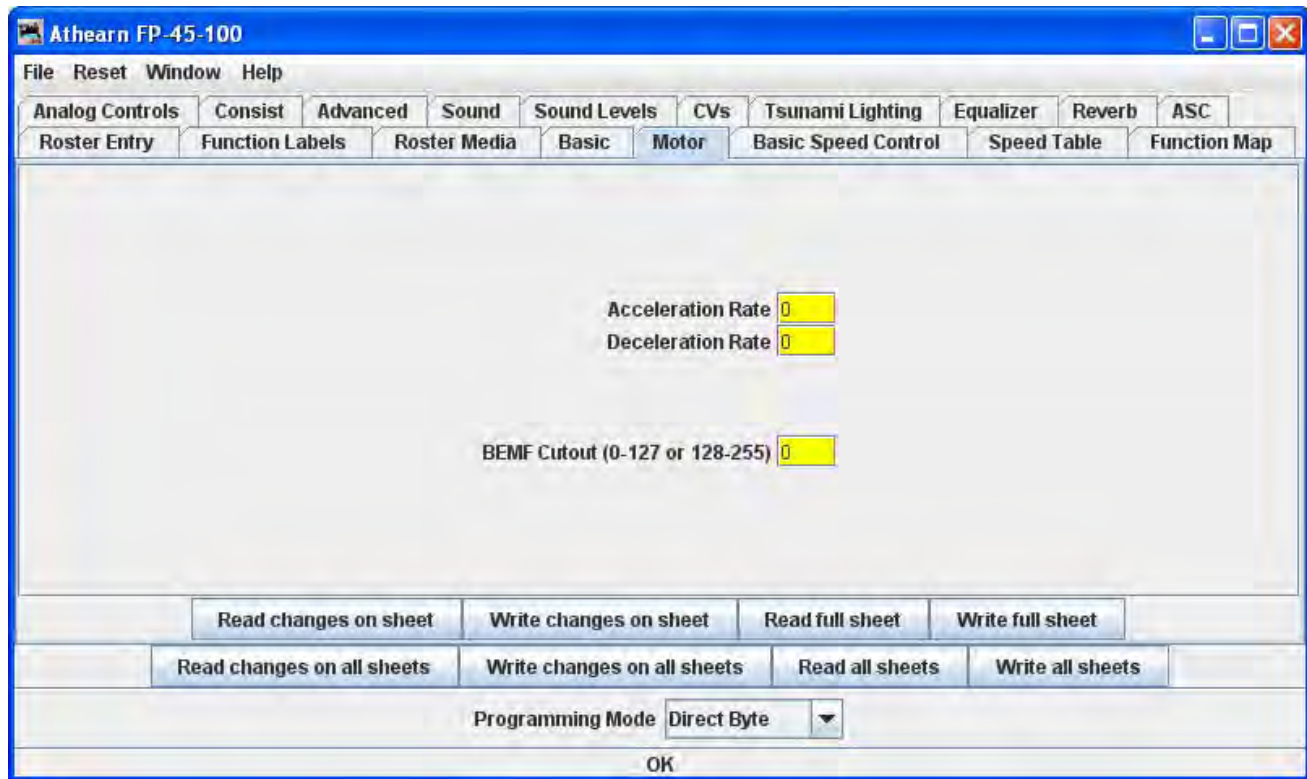 Athearn FP-45-100
File Reset Window Help
Analog Controls Consist Advanced Sound Sound Levels CVs Tsunami Lighting Equalizer Reverb ASC
Roster Entry Function Labels Roster Media Basic Motor Basic Speed Control Speed Table Function Map
Acceleration Rate 0
Deceleration Rate 0
BEMF Cutout (0-127 or 128-255) 0
Read changes on sheet Write changes on sheet Read full sheet Write full sheet
Read changes on all sheets Write changes on all sheets Read all sheets Write all sheets
Programming Mode Direct Byte
OK